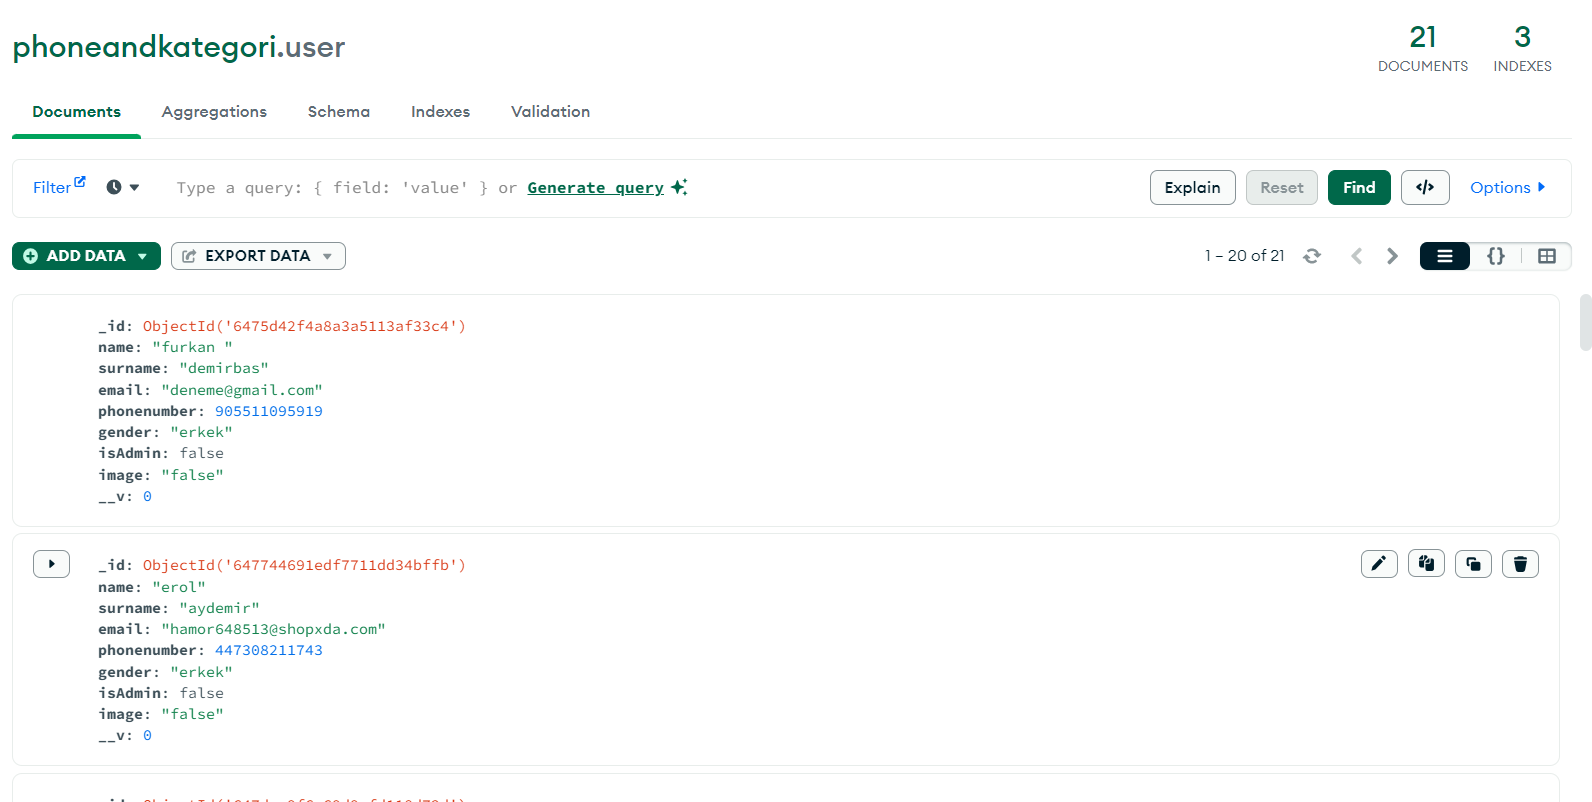 phoneandkategori.user
21 DOCUMENTS
3 INDEXES
Documents Aggregations Schema Indexes Validation
Filter Type a query: { field: 'value' } or Generate query Explain Reset Find </> Options
ADD DATA EXPORT DATA 1 – 20 of 21 {}
_id: ObjectId('6475d42f4a8a3a5113af33c4')
name: "furkan "
surname: "demirbas"
email: "deneme@gmail.com"
phonenumber: 905511095919
gender: "erkek"
isAdmin: false
image: "false"
__v: 0
_id: ObjectId('647744691edf7711dd34bffb')
name: "erol"
surname: "aydemir"
email: "hamor648513@shopxda.com"
phonenumber: 447308211743
gender: "erkek"
isAdmin: false
image: "false"
__v: 0